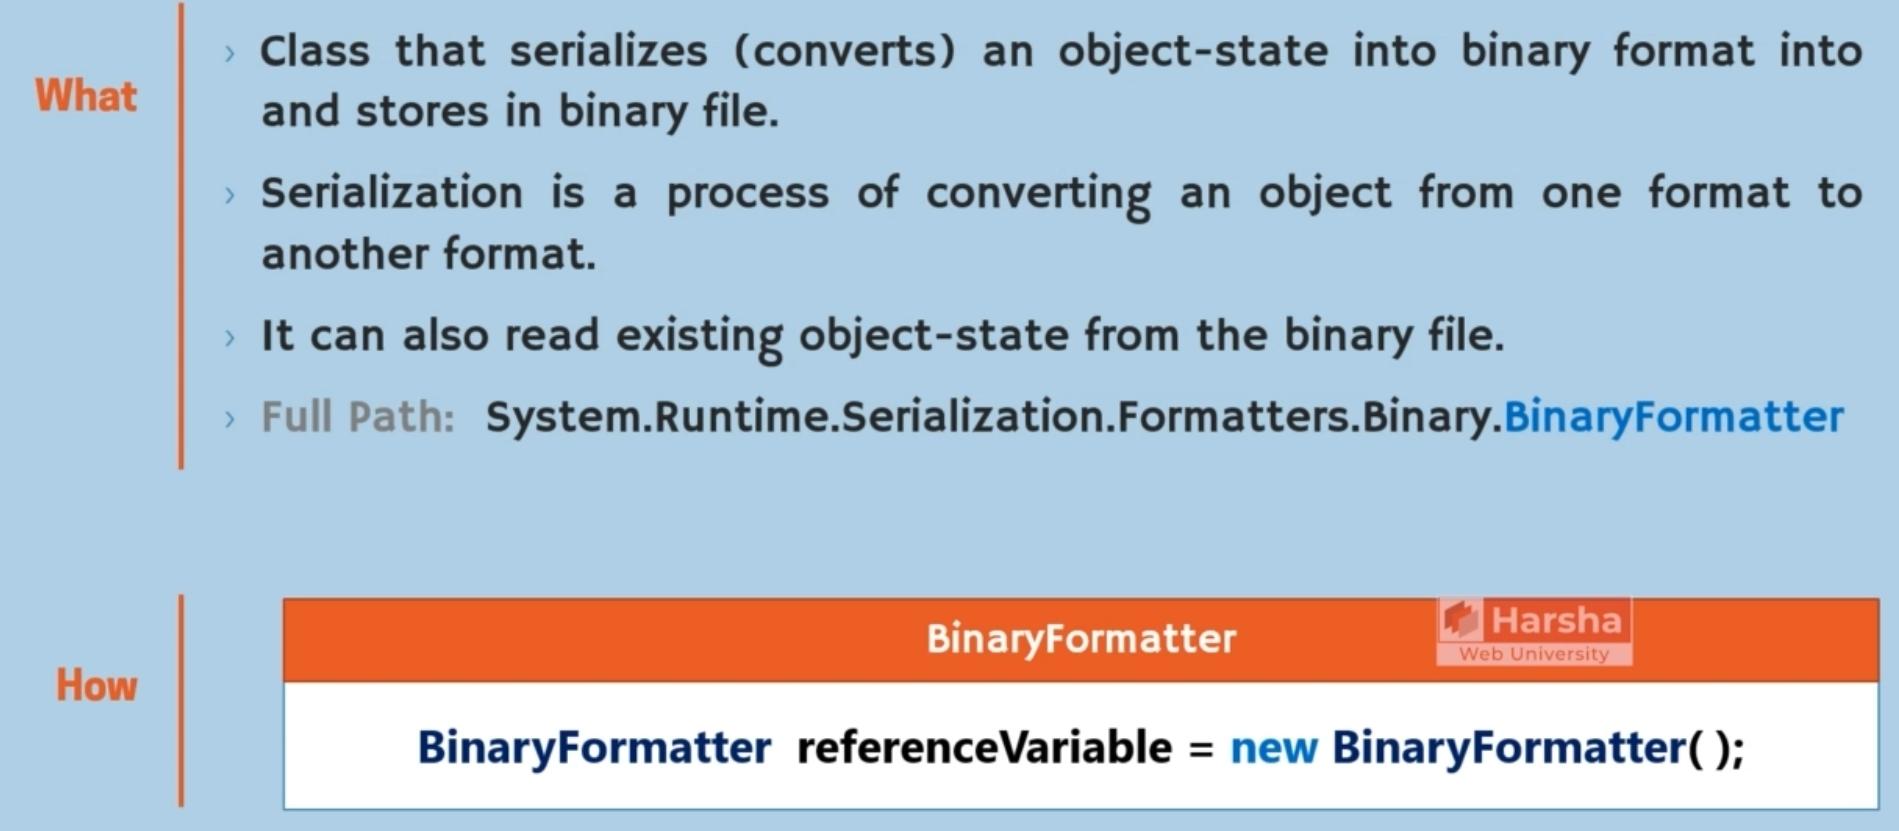 What
› Class that serializes (converts) an object-state into binary format into
and stores in binary file.
› Serialization is a process of converting an object from one format to
another format.
› It can also read existing object-state from the binary file.
› Full Path: System.Runtime.Serialization.Formatters.Binary.BinaryFormatter
How
BinaryFormatter
Harsha
Web University
BinaryFormatter referenceVariable = new BinaryFormatter( );